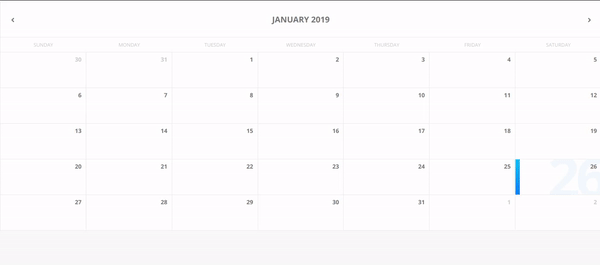 ‹ JANUARY 2019 ›
SUNDAY MONDAY TUESDAY WEDNESDAY THURSDAY FRIDAY SATURDAY
30 31 1 2 3 4 5
6 7 8 9 10 11 12
13 14 15 16 17 18 19
20 21 22 23 24 25 26 26
27 28 29 30 31 1 2